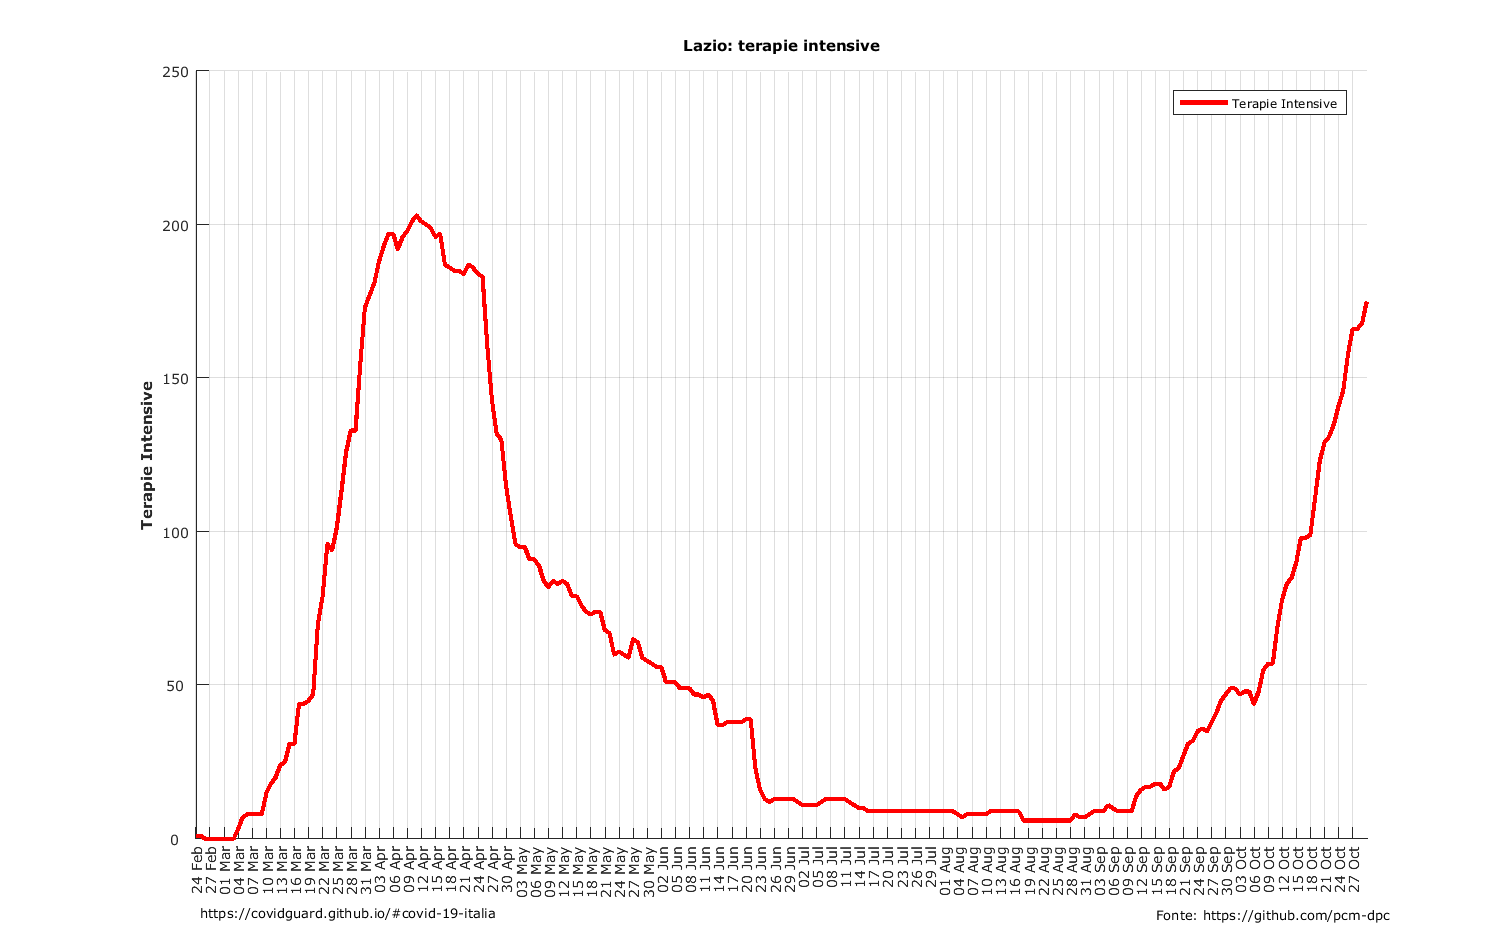 Lazio: terapie intensive
Terapie Intensive
250
200
150
100
50
0
Terapie Intensive
24 Feb
27 Feb
01 Mar
04 Mar
07 Mar
10 Mar
13 Mar
16 Mar
19 Mar
22 Mar
25 Mar
28 Mar
31 Mar
03 Apr
06 Apr
09 Apr
12 Apr
15 Apr
18 Apr
21 Apr
24 Apr
27 Apr
30 Apr
03 May
06 May
09 May
12 May
15 May
18 May
21 May
24 May
27 May
30 May
02 Jun
05 Jun
08 Jun
11 Jun
14 Jun
17 Jun
20 Jun
23 Jun
26 Jun
29 Jun
02 Jul
05 Jul
08 Jul
11 Jul
14 Jul
17 Jul
20 Jul
23 Jul
26 Jul
29 Jul
01 Aug
04 Aug
07 Aug
10 Aug
13 Aug
16 Aug
19 Aug
22 Aug
25 Aug
28 Aug
31 Aug
03 Sep
06 Sep
09 Sep
12 Sep
15 Sep
18 Sep
21 Sep
24 Sep
27 Sep
30 Sep
03 Oct
06 Oct
09 Oct
12 Oct
15 Oct
18 Oct
21 Oct
24 Oct
27 Oct
https://covidguard.github.io/#covid-19-italia
Fonte: https://github.com/pcm-dpc